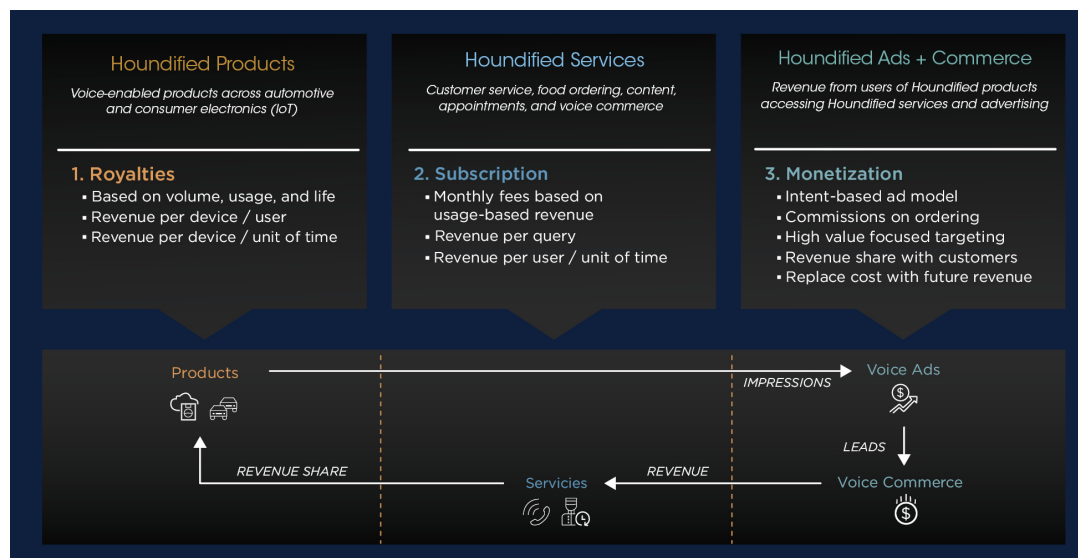 Houndified Products
Voice-enabled products across automotive
and consumer electronics (IoT)
1. Royalties
▪ Based on volume, usage, and life
▪ Revenue per device / user
▪ Revenue per device / unit of time
Houndified Services
Customer service, food ordering, content,
appointments, and voice commerce
2. Subscription
▪ Monthly fees based on
usage-based revenue
▪ Revenue per query
▪ Revenue per user / unit of time
Houndified Ads + Commerce
Revenue from users of Houndified products
accessing Houndified services and advertising
3. Monetization
▪ Intent-based ad model
▪ Commissions on ordering
▪ High value focused targeting
▪ Revenue share with customers
▪ Replace cost with future revenue
Products
IMPRESSIONS
Voice Ads
$
LEADS
REVENUE SHARE
Servicies
REVENUE
Voice Commerce
$